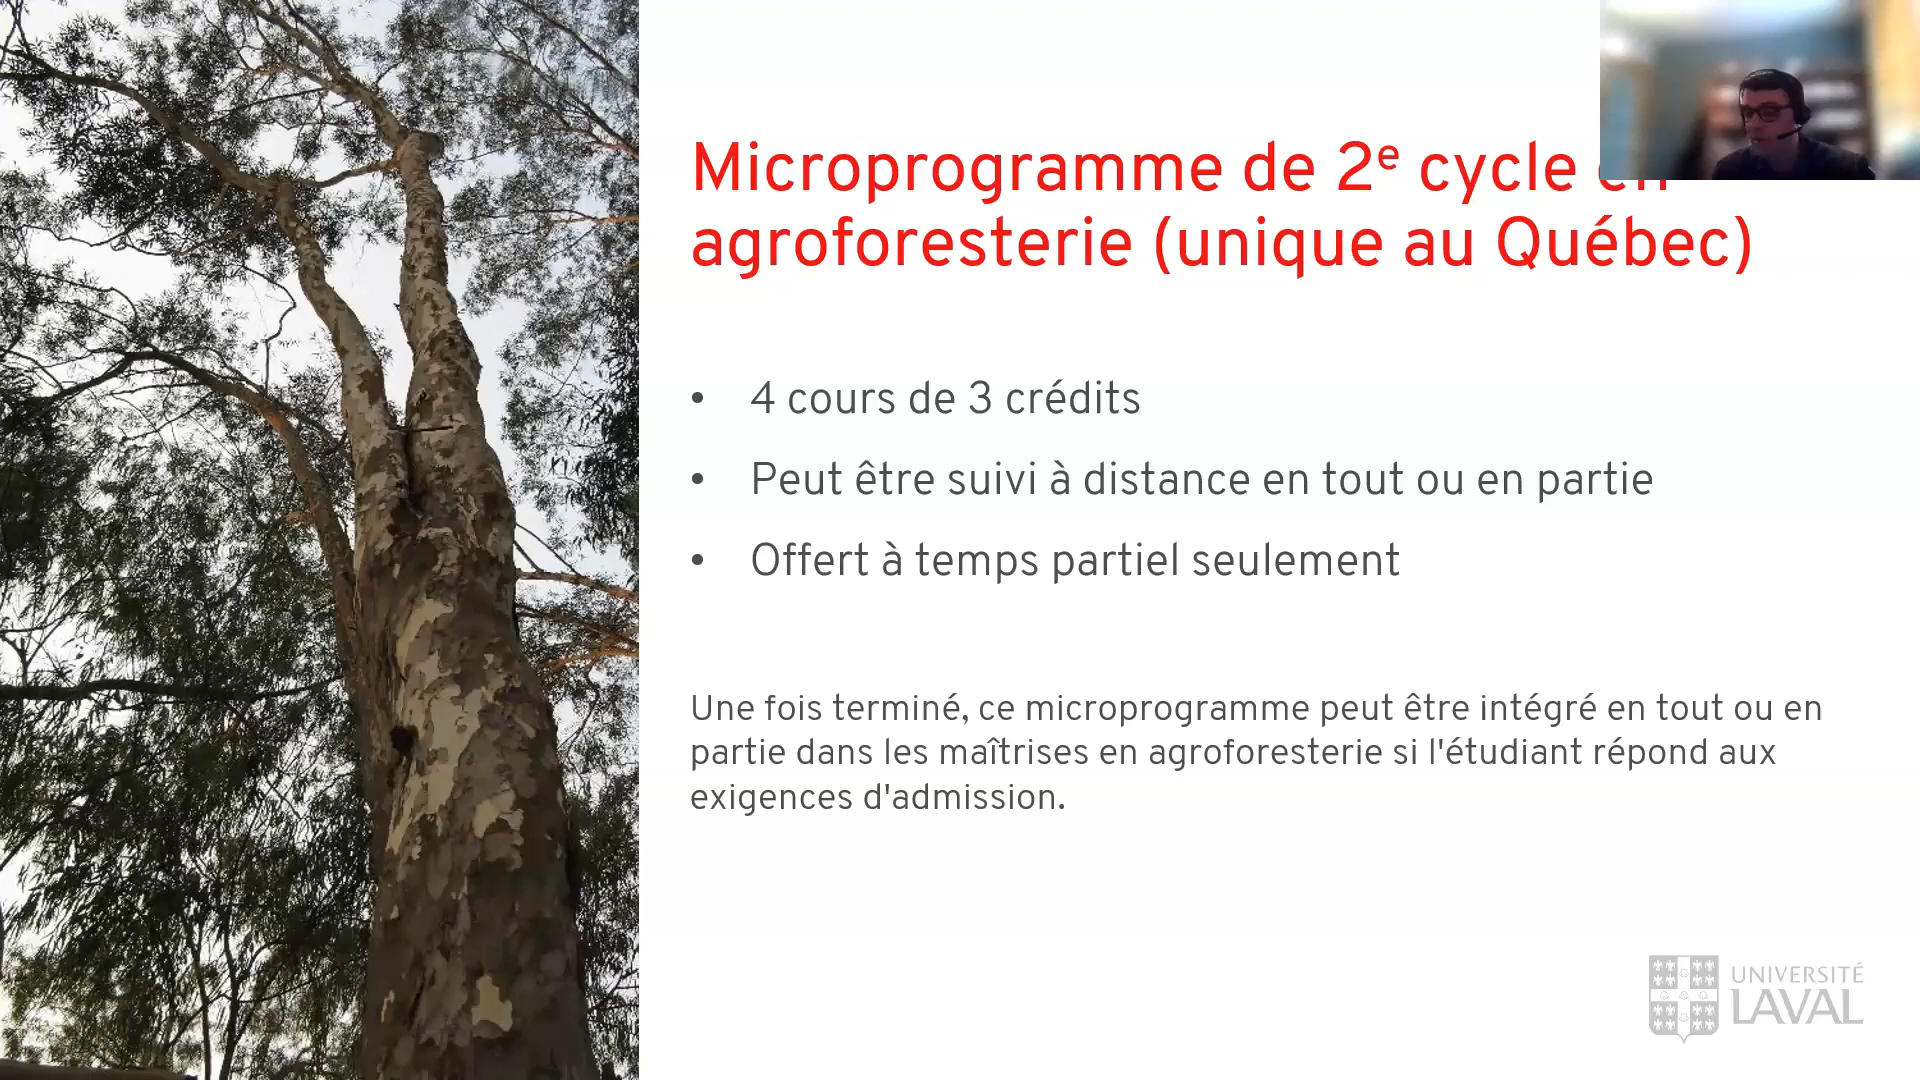 Microprogramme de 2e cycle en
agroforesterie (unique au Québec)
• 4 cours de 3 crédits
• Peut être suivi à distance en tout ou en partie
• Offert à temps partiel seulement
Une fois terminé, ce microprogramme peut être intégré en tout ou en
partie dans les maîtrises en agroforesterie si l'étudiant répond aux
exigences d'admission.
UNIVERSITÉ
LAVAL